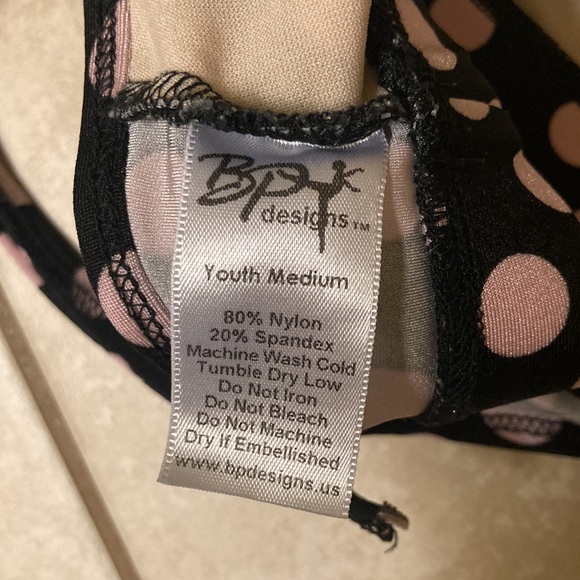 BP
designs™
Youth Medium
80% Nylon
20% Spandex
Machine Wash Cold
Tumble Dry Low
Do Not Iron
Do Not Bleach
Do Not Machine
Dry If Embellished
www.bpdesigns.us